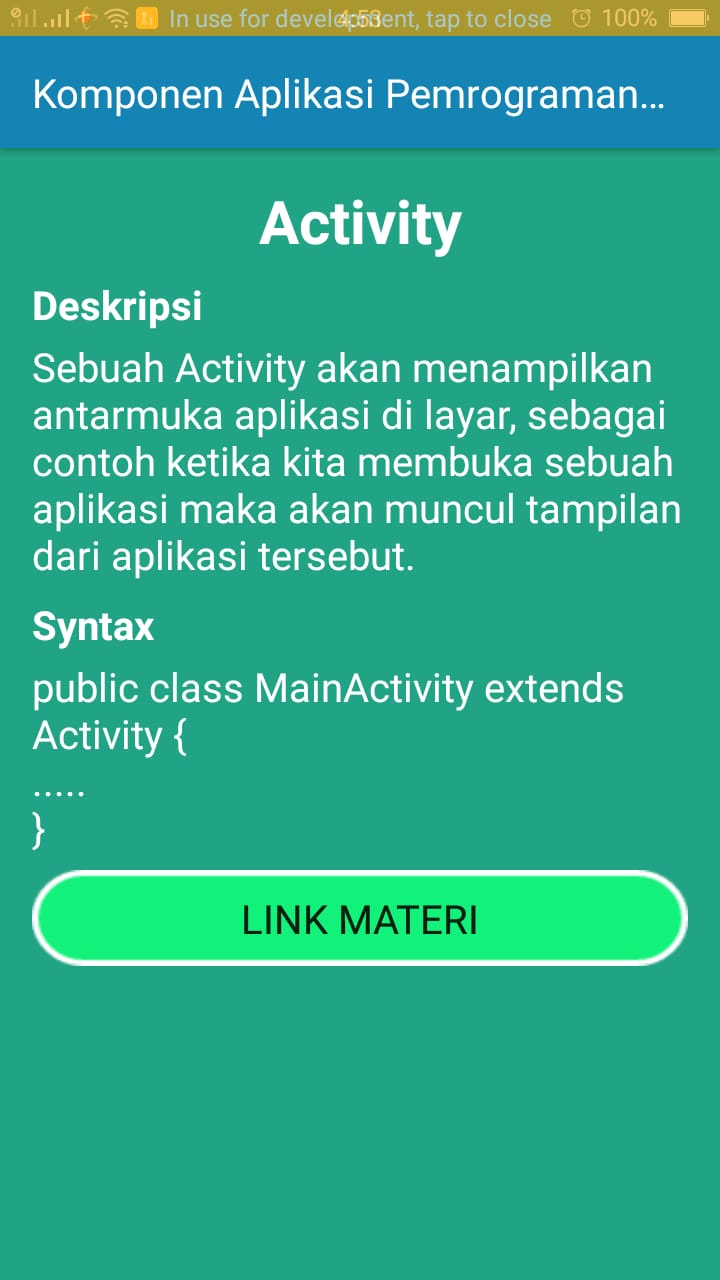 In use for development, tap to close
4:53
100%
Komponen Aplikasi Pemrograman...
Activity
Deskripsi
Sebuah Activity akan menampilkan
antarmuka aplikasi di layar, sebagai
contoh ketika kita membuka sebuah
aplikasi maka akan muncul tampilan
dari aplikasi tersebut.
Syntax
public class MainActivity extends
Activity {
.....
}
LINK MATERI